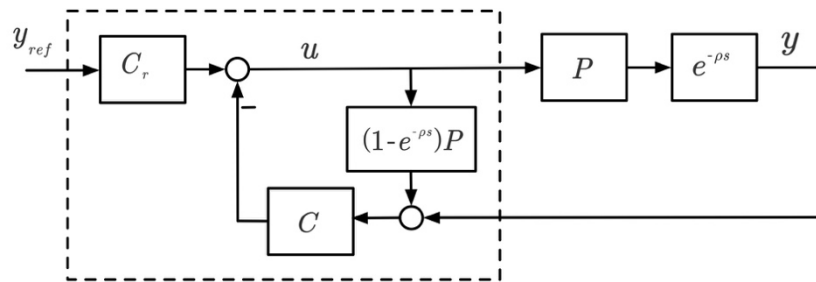 y_ref
C_r
u
P
e^{-ρs}
y
(1-e^{-ρs})P
−
C